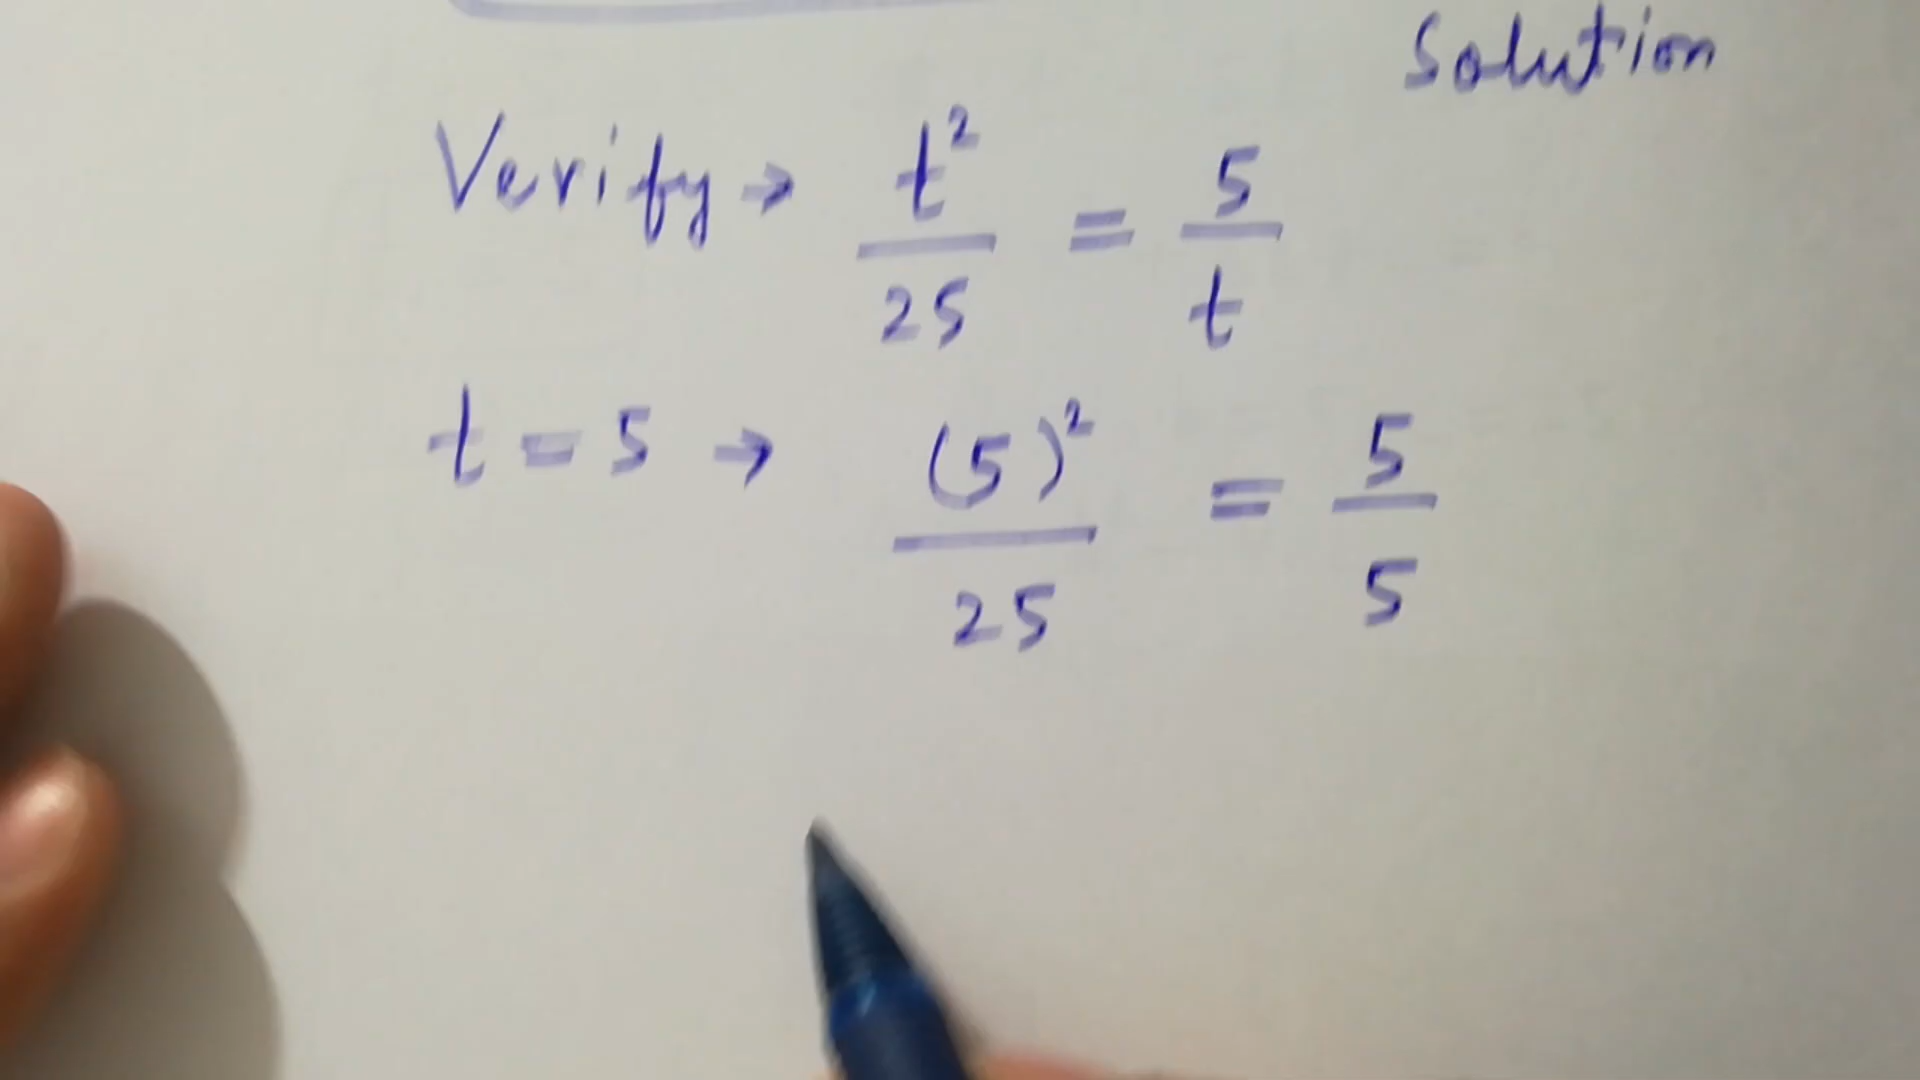 Solution
Verify → t²/25 = 5/t
t = 5 → (5)²/25 = 5/5